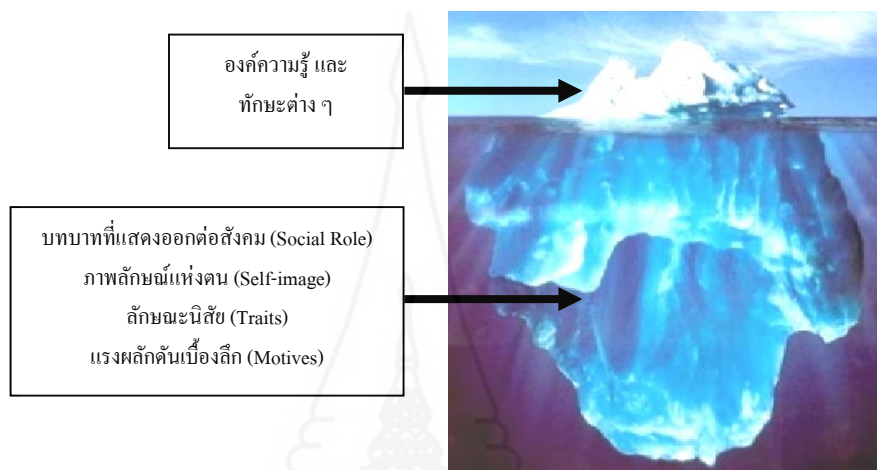 องค์ความรู้ และ
ทักษะต่าง ๆ
บทบาทที่แสดงออกต่อสังคม (Social Role)
ภาพลักษณ์แห่งตน (Self-image)
ลักษณะนิสัย (Traits)
แรงผลักดันเบื้องลึก (Motives)